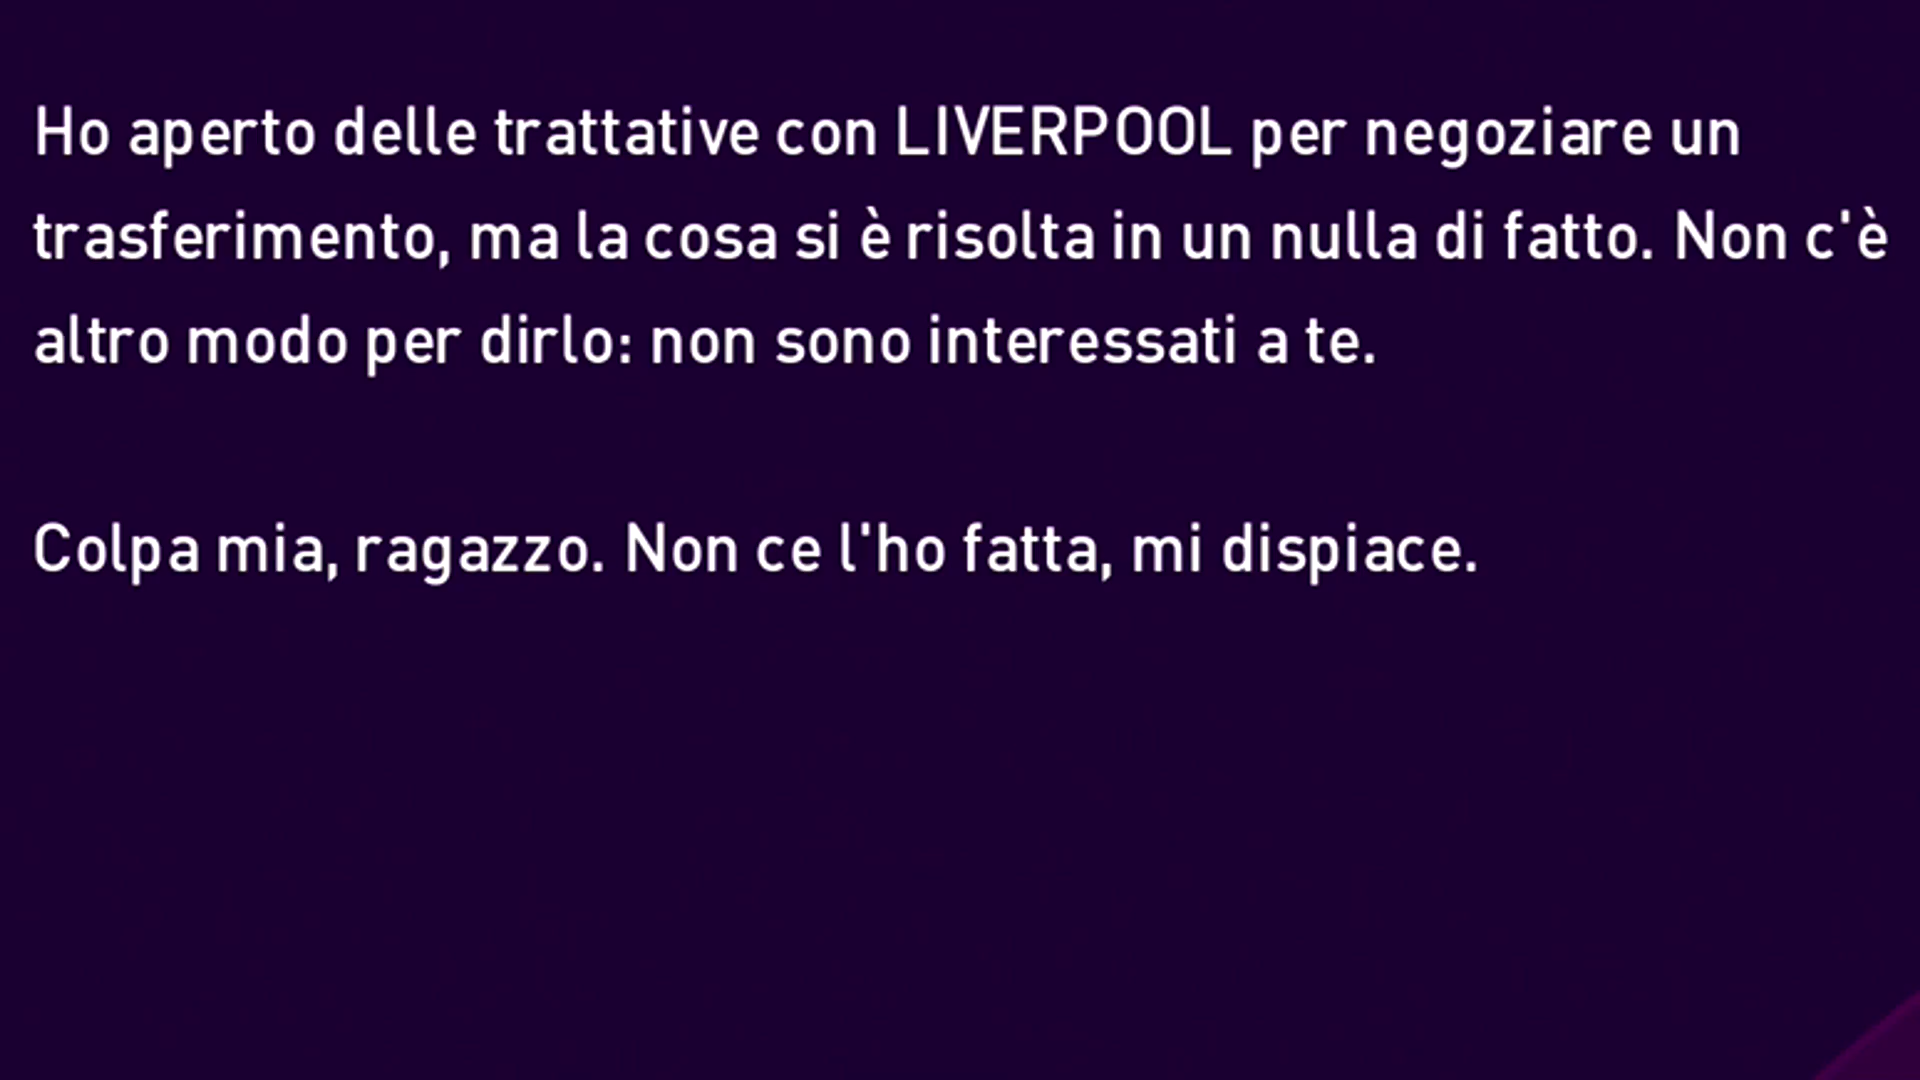 Ho aperto delle trattative con LIVERPOOL per negoziare un
trasferimento, ma la cosa si è risolta in un nulla di fatto. Non c'è
altro modo per dirlo: non sono interessati a te.
Colpa mia, ragazzo. Non ce l'ho fatta, mi dispiace.